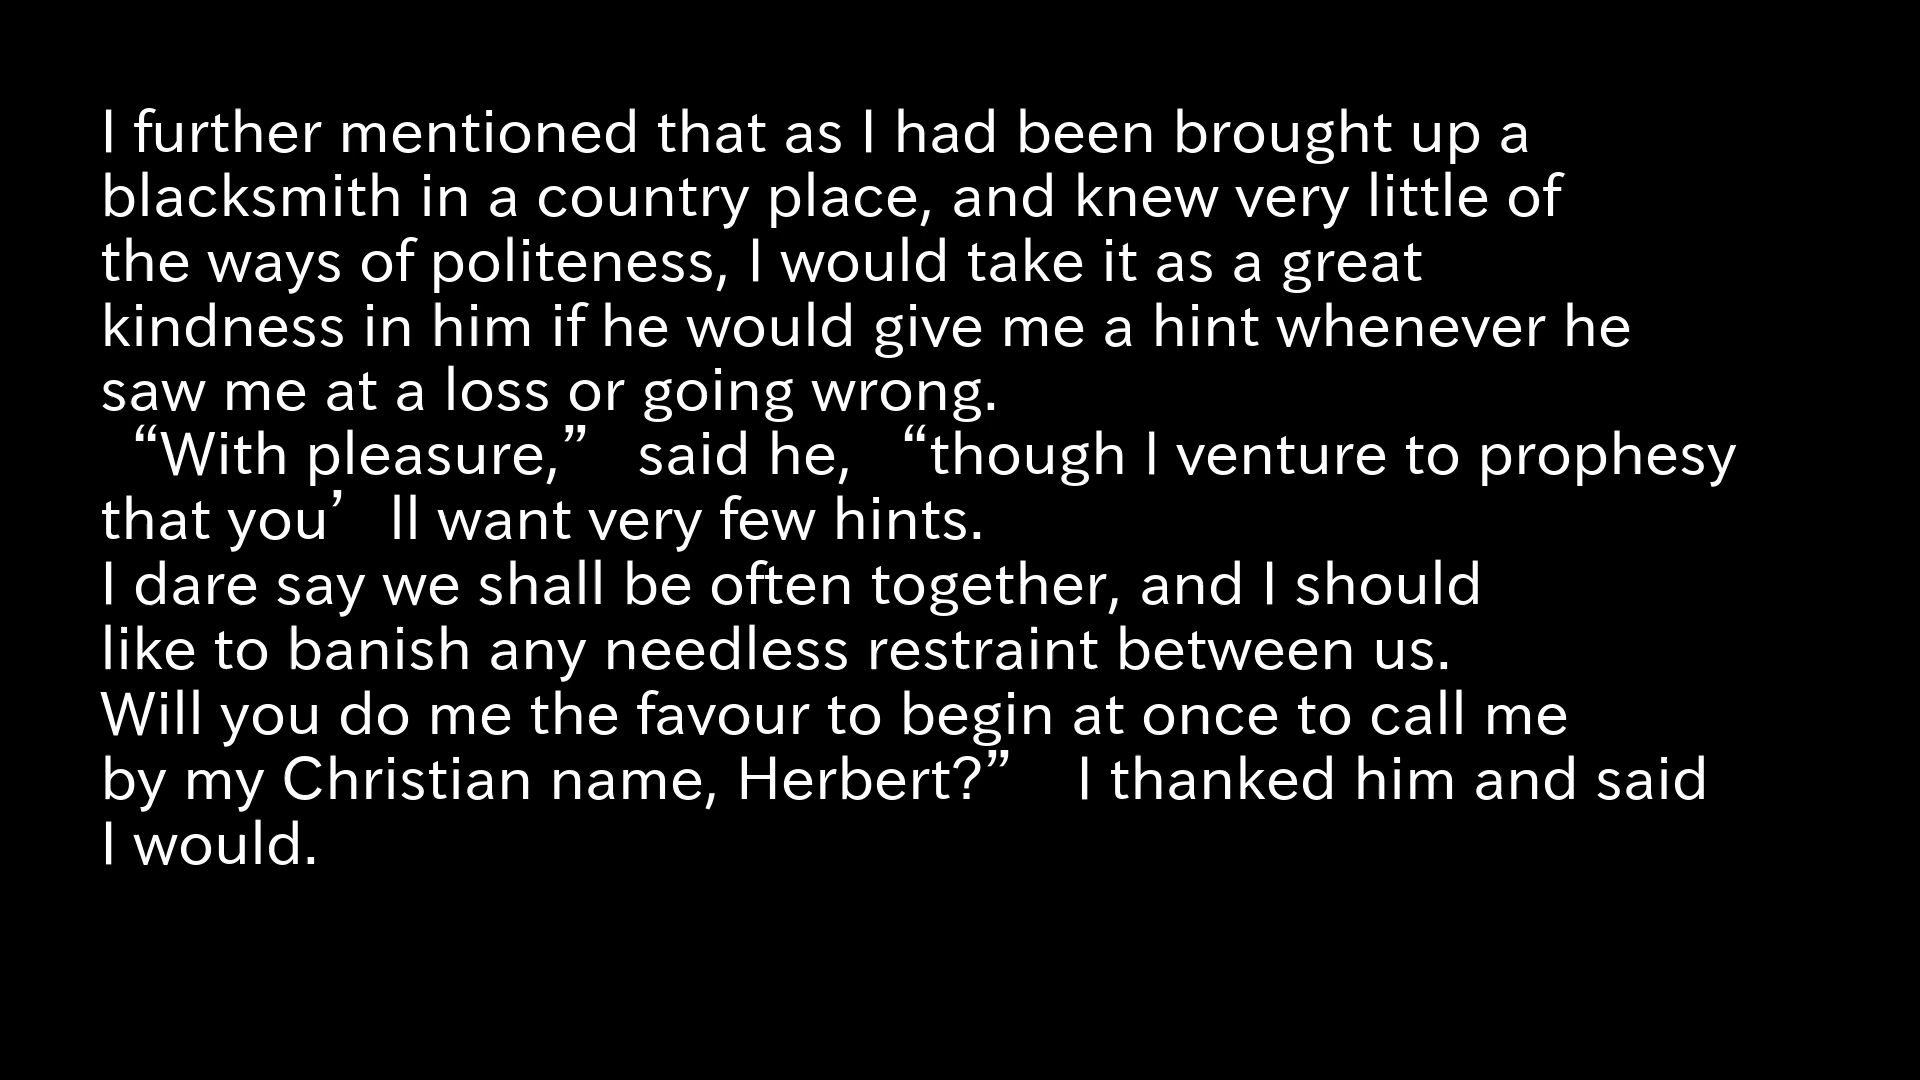 I further mentioned that as I had been brought up a
blacksmith in a country place, and knew very little of
the ways of politeness, I would take it as a great
kindness in him if he would give me a hint whenever he
saw me at a loss or going wrong.
“With pleasure,” said he, “though I venture to prophesy
that you’ll want very few hints.
I dare say we shall be often together, and I should
like to banish any needless restraint between us.
Will you do me the favour to begin at once to call me
by my Christian name, Herbert?” I thanked him and said
I would.